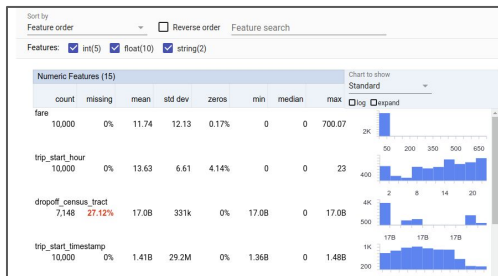 Sort by
Feature order Reverse order Feature search
Features: int(5) float(10) string(2)
Numeric Features (15) Chart to show
Standard
count missing mean std dev zeros min median max log expand
fare
10,000 0% 11.74 12.13 0.17% 0 0 700.07
2K
50 200 350 500 650
trip_start_hour
10,000 0% 13.63 6.61 4.14% 0 0 23
400
2 8 14 20
dropoff_census_tract
7,148 27.12% 17.0B 331k 0% 17.0B 0 17.0B
4K
500
17B 17B 17B
trip_start_timestamp
10,000 0% 1.41B 29.2M 0% 1.36B 0 1.48B
1K
200